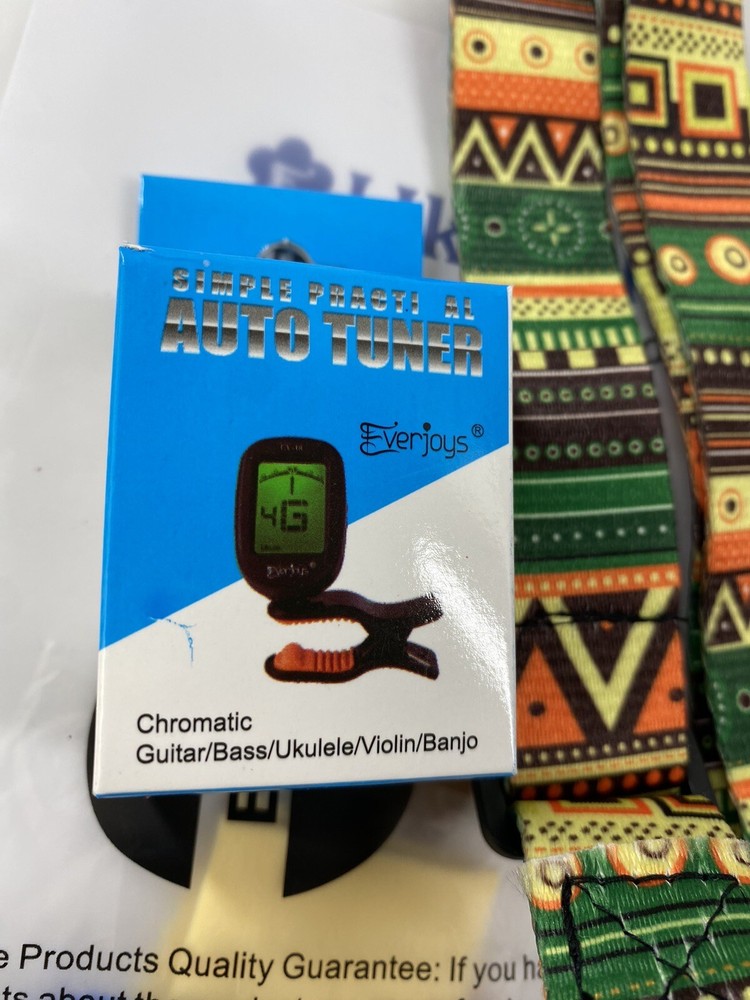 SIMPLE PRACTI AL
AUTO TUNER
Everjoys®
4G
Everjoys®
Chromatic
Guitar/Bass/Ukulele/Violin/Banjo
e Products Quality Guarantee: If you ha